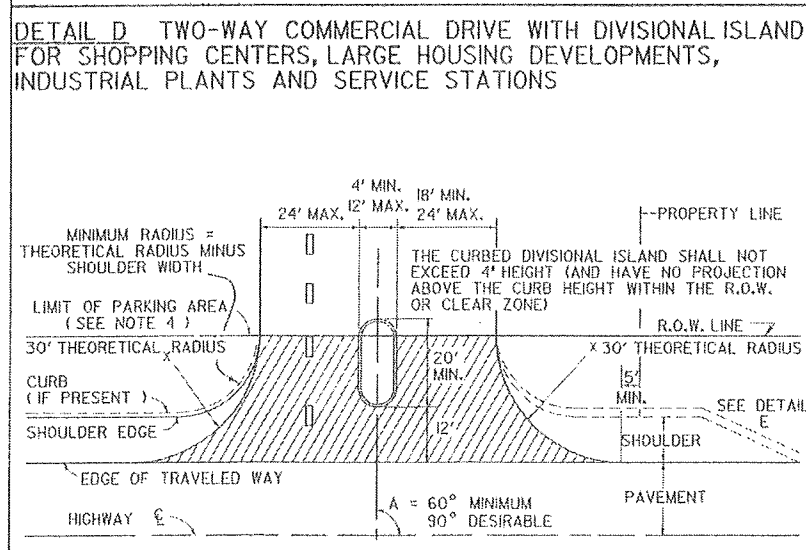 DETAIL D TWO-WAY COMMERCIAL DRIVE WITH DIVISIONAL ISLAND
FOR SHOPPING CENTERS, LARGE HOUSING DEVELOPMENTS,
INDUSTRIAL PLANTS AND SERVICE STATIONS
4' MIN.
12' MAX.
24' MAX.
18' MIN.
24' MAX.
PROPERTY LINE
MINIMUM RADIUS =
THEORETICAL RADIUS MINUS
SHOULDER WIDTH
THE CURBED DIVISIONAL ISLAND SHALL NOT
EXCEED 4" HEIGHT (AND HAVE NO PROJECTION
ABOVE THE CURB HEIGHT WITHIN THE R.O.W.
OR CLEAR ZONE)
LIMIT OF PARKING AREA
(SEE NOTE 4)
R.O.W. LINE
30' THEORETICAL RADIUS
X
X 30' THEORETICAL RADIUS
20'
MIN.
CURB
(IF PRESENT)
5'
MIN.
SEE DETAIL
E
SHOULDER EDGE
12'
SHOULDER
EDGE OF TRAVELED WAY
PAVEMENT
A = 60° MINIMUM
90° DESIRABLE
HIGHWAY ℄